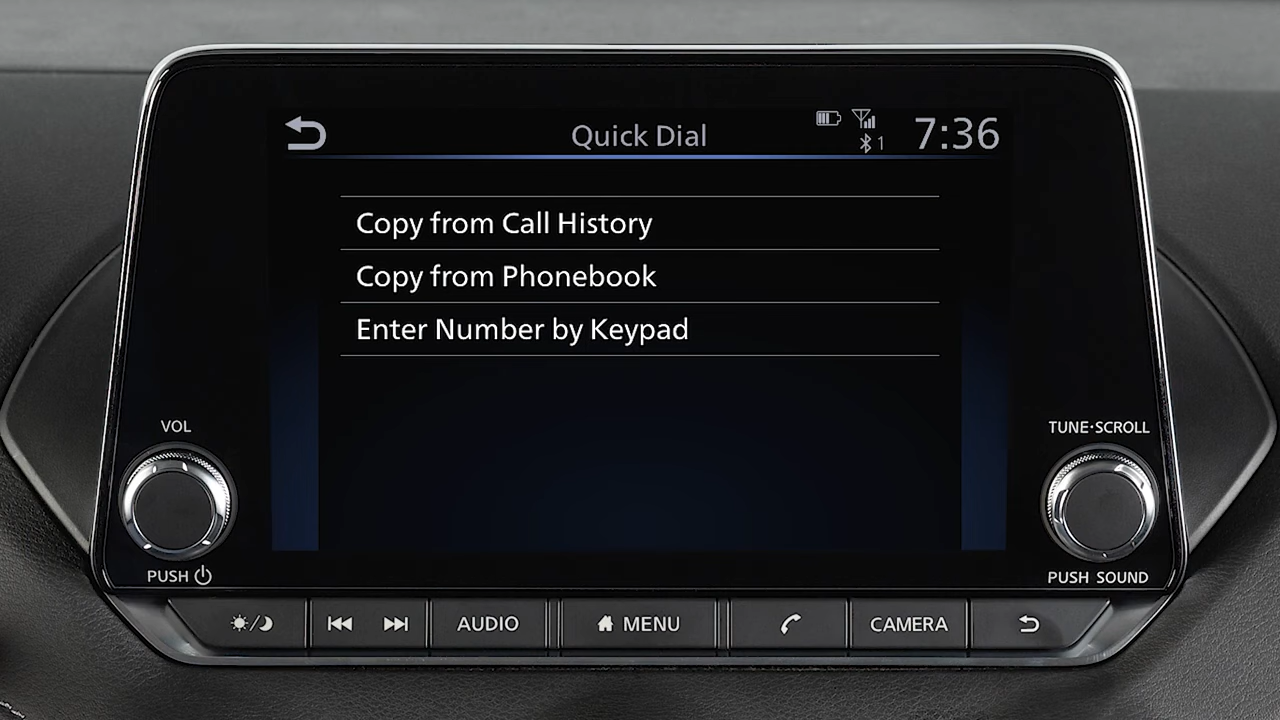 Quick Dial
1
7:36
Copy from Call History
Copy from Phonebook
Enter Number by Keypad
VOL
TUNE·SCROLL
PUSH
PUSH SOUND
AUDIO
MENU
CAMERA